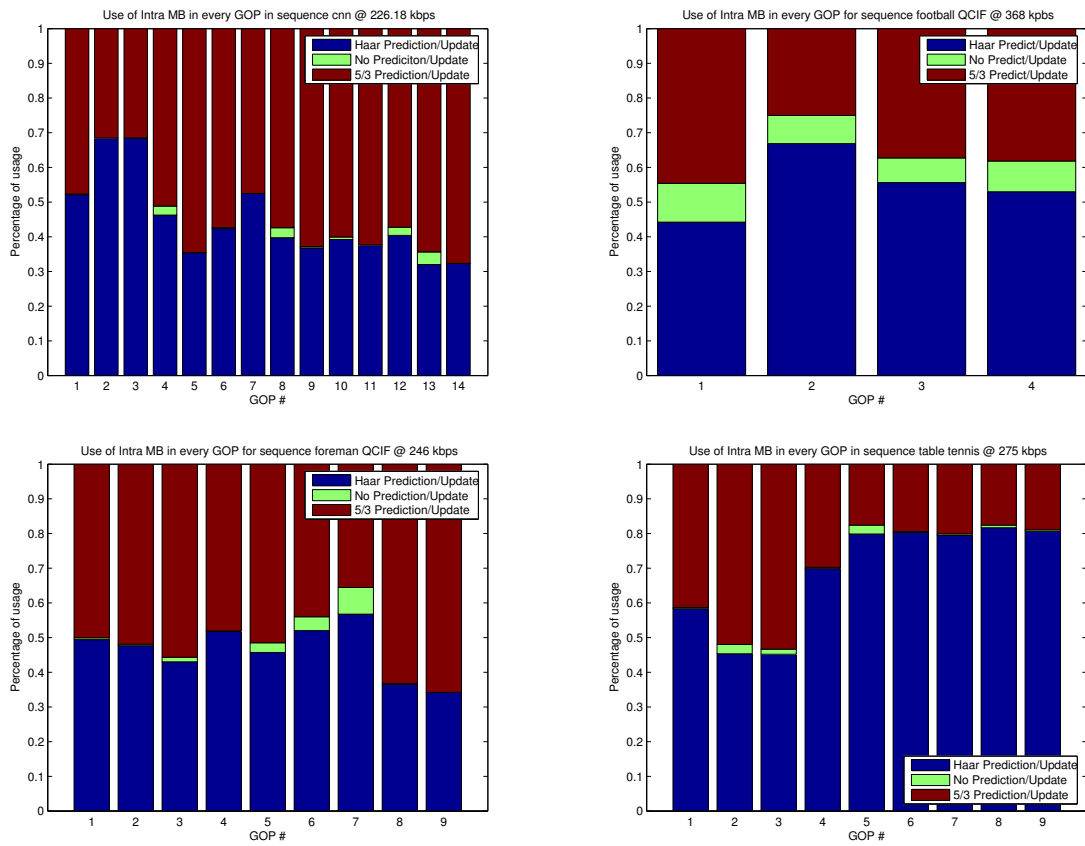 Use of Intra MB in every GOP in sequence cnn @ 226.18 kbps
Haar Prediction/Update
No Prediciton/Update
5/3 Prediction/Update
Percentage of usage
1
0.9
0.8
0.7
0.6
0.5
0.4
0.3
0.2
0.1
0
1 2 3 4 5 6 7 8 9 10 11 12 13 14
GOP #
Use of Intra MB in every GOP for sequence football QCIF @ 368 kpbs
Haar Predict/Update
No Predict/Update
5/3 Predict/Update
Percentage of usage
1
0.9
0.8
0.7
0.6
0.5
0.4
0.3
0.2
0.1
0
1 2 3 4
GOP #
Use of Intra MB in every GOP for sequence foreman QCIF @ 246 kbps
Haar Prediction/Update
No Prediction/Update
5/3 Prediction/Update
Percentage of usage
1
0.9
0.8
0.7
0.6
0.5
0.4
0.3
0.2
0.1
0
1 2 3 4 5 6 7 8 9
GOP #
Use of Intra MB in every GOP in sequence table tennis @ 275 kbps
Percentage of usage
1
0.9
0.8
0.7
0.6
0.5
0.4
0.3
0.2
0.1
0
Haar Prediction/Update
No Prediction/Update
5/3 Prediction/Update
1 2 3 4 5 6 7 8 9
GOP #